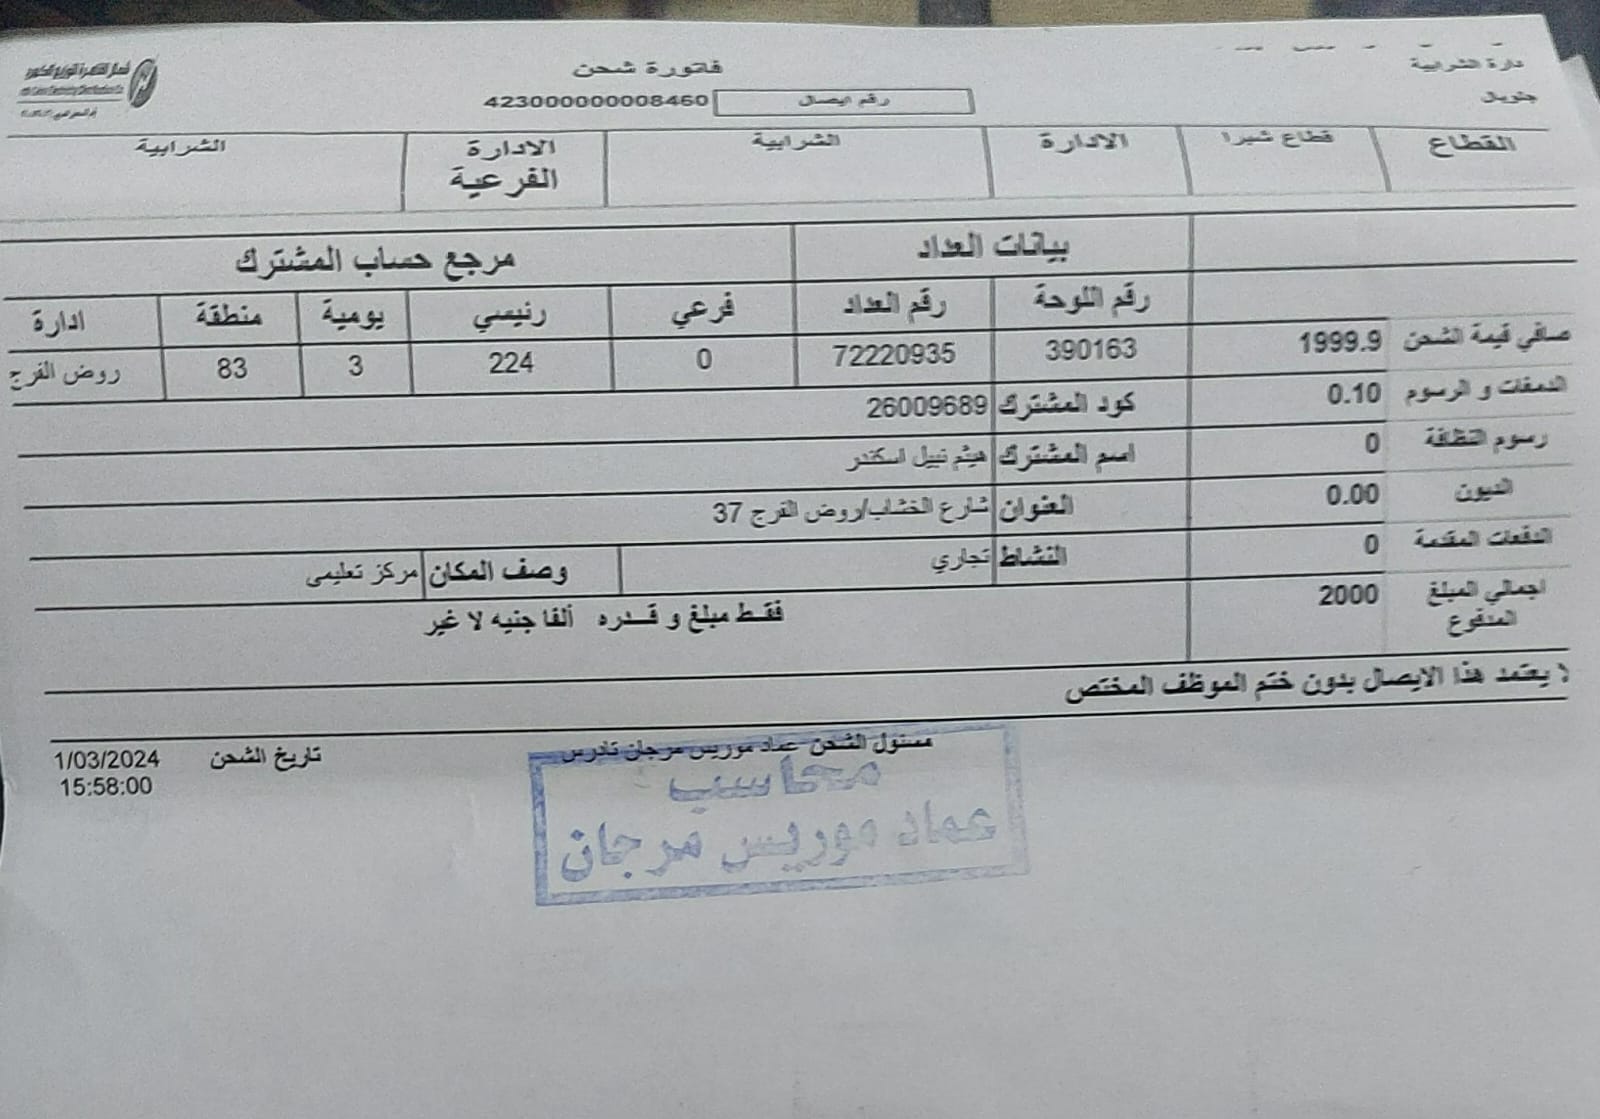 شمال القاهرة لتوزيع الكهرباء
فاتورة شحن
رقم ايصال 423000000008460
القطاع قطاع شبرا الادارة الشرابية الادارة الفرعية الشرابية
بيانات العداد مرجع حساب المشترك
رقم اللوحة رقم العداد فرعي رئيسي يومية منطقة ادارة
390163 72220935 0 224 3 83 روض الفرج
صافي قيمة الشحن 1999.9
الدمغات و الرسوم 0.10
رسوم النظافة 0
الديون 0.00
الدفعات المقدمة 0
اجمالي المبلغ المدفوع 2000
كود المشترك 26009689
اسم المشترك هيثم نبيل اسكندر
العنوان شارع الخشاب/روض الفرج 37
النشاط تجاري وصف المكان مركز تعليمى
فقط مبلغ و قدره ألفا جنيه لا غير
لا يعتمد هذا الايصال بدون ختم الموظف المختص
مسئول الشحن عماد موريس مرجان تادرس
تاريخ الشحن 1/03/2024
15:58:00
محاسب
عماد موريس مرجان